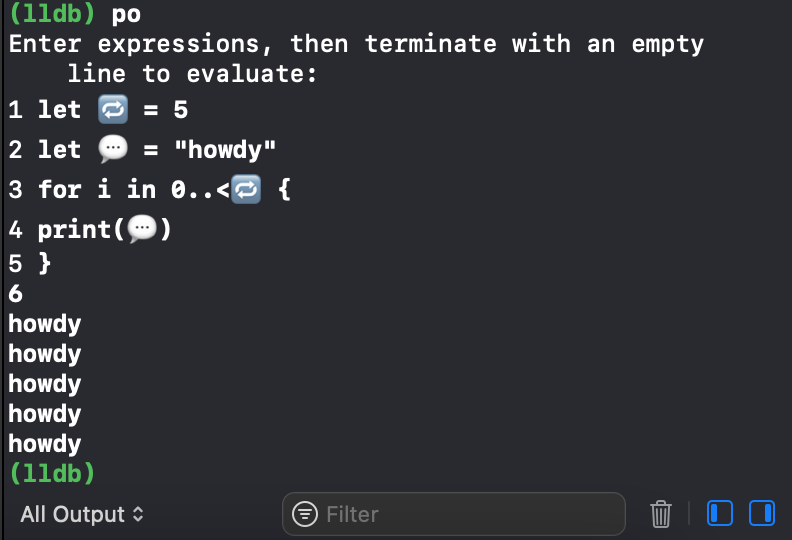 (lldb) po
Enter expressions, then terminate with an empty
line to evaluate:
1 let 🔁 = 5
2 let 💬 = "howdy"
3 for i in 0..<🔁 {
4 print(💬)
5 }
6
howdy
howdy
howdy
howdy
howdy
(lldb)
All Output
Filter